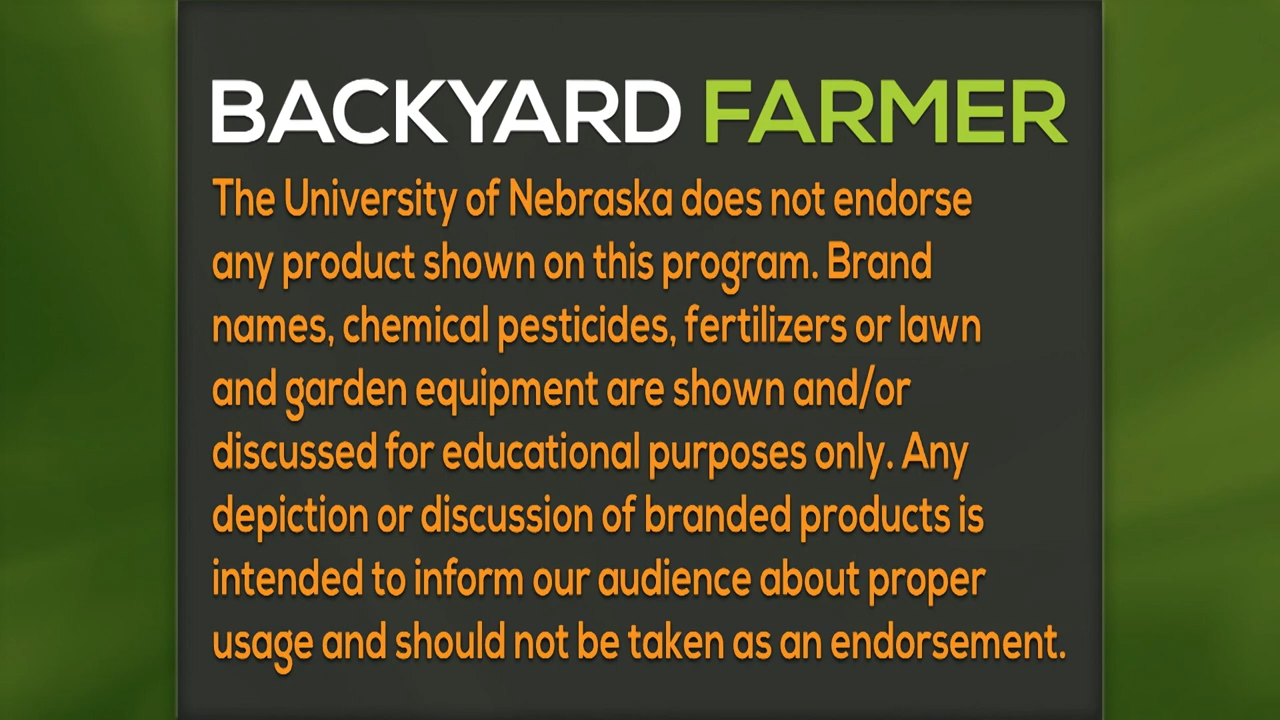 BACKYARD FARMER
The University of Nebraska does not endorse
any product shown on this program. Brand
names, chemical pesticides, fertilizers or lawn
and garden equipment are shown and/or
discussed for educational purposes only. Any
depiction or discussion of branded products is
intended to inform our audience about proper
usage and should not be taken as an endorsement.